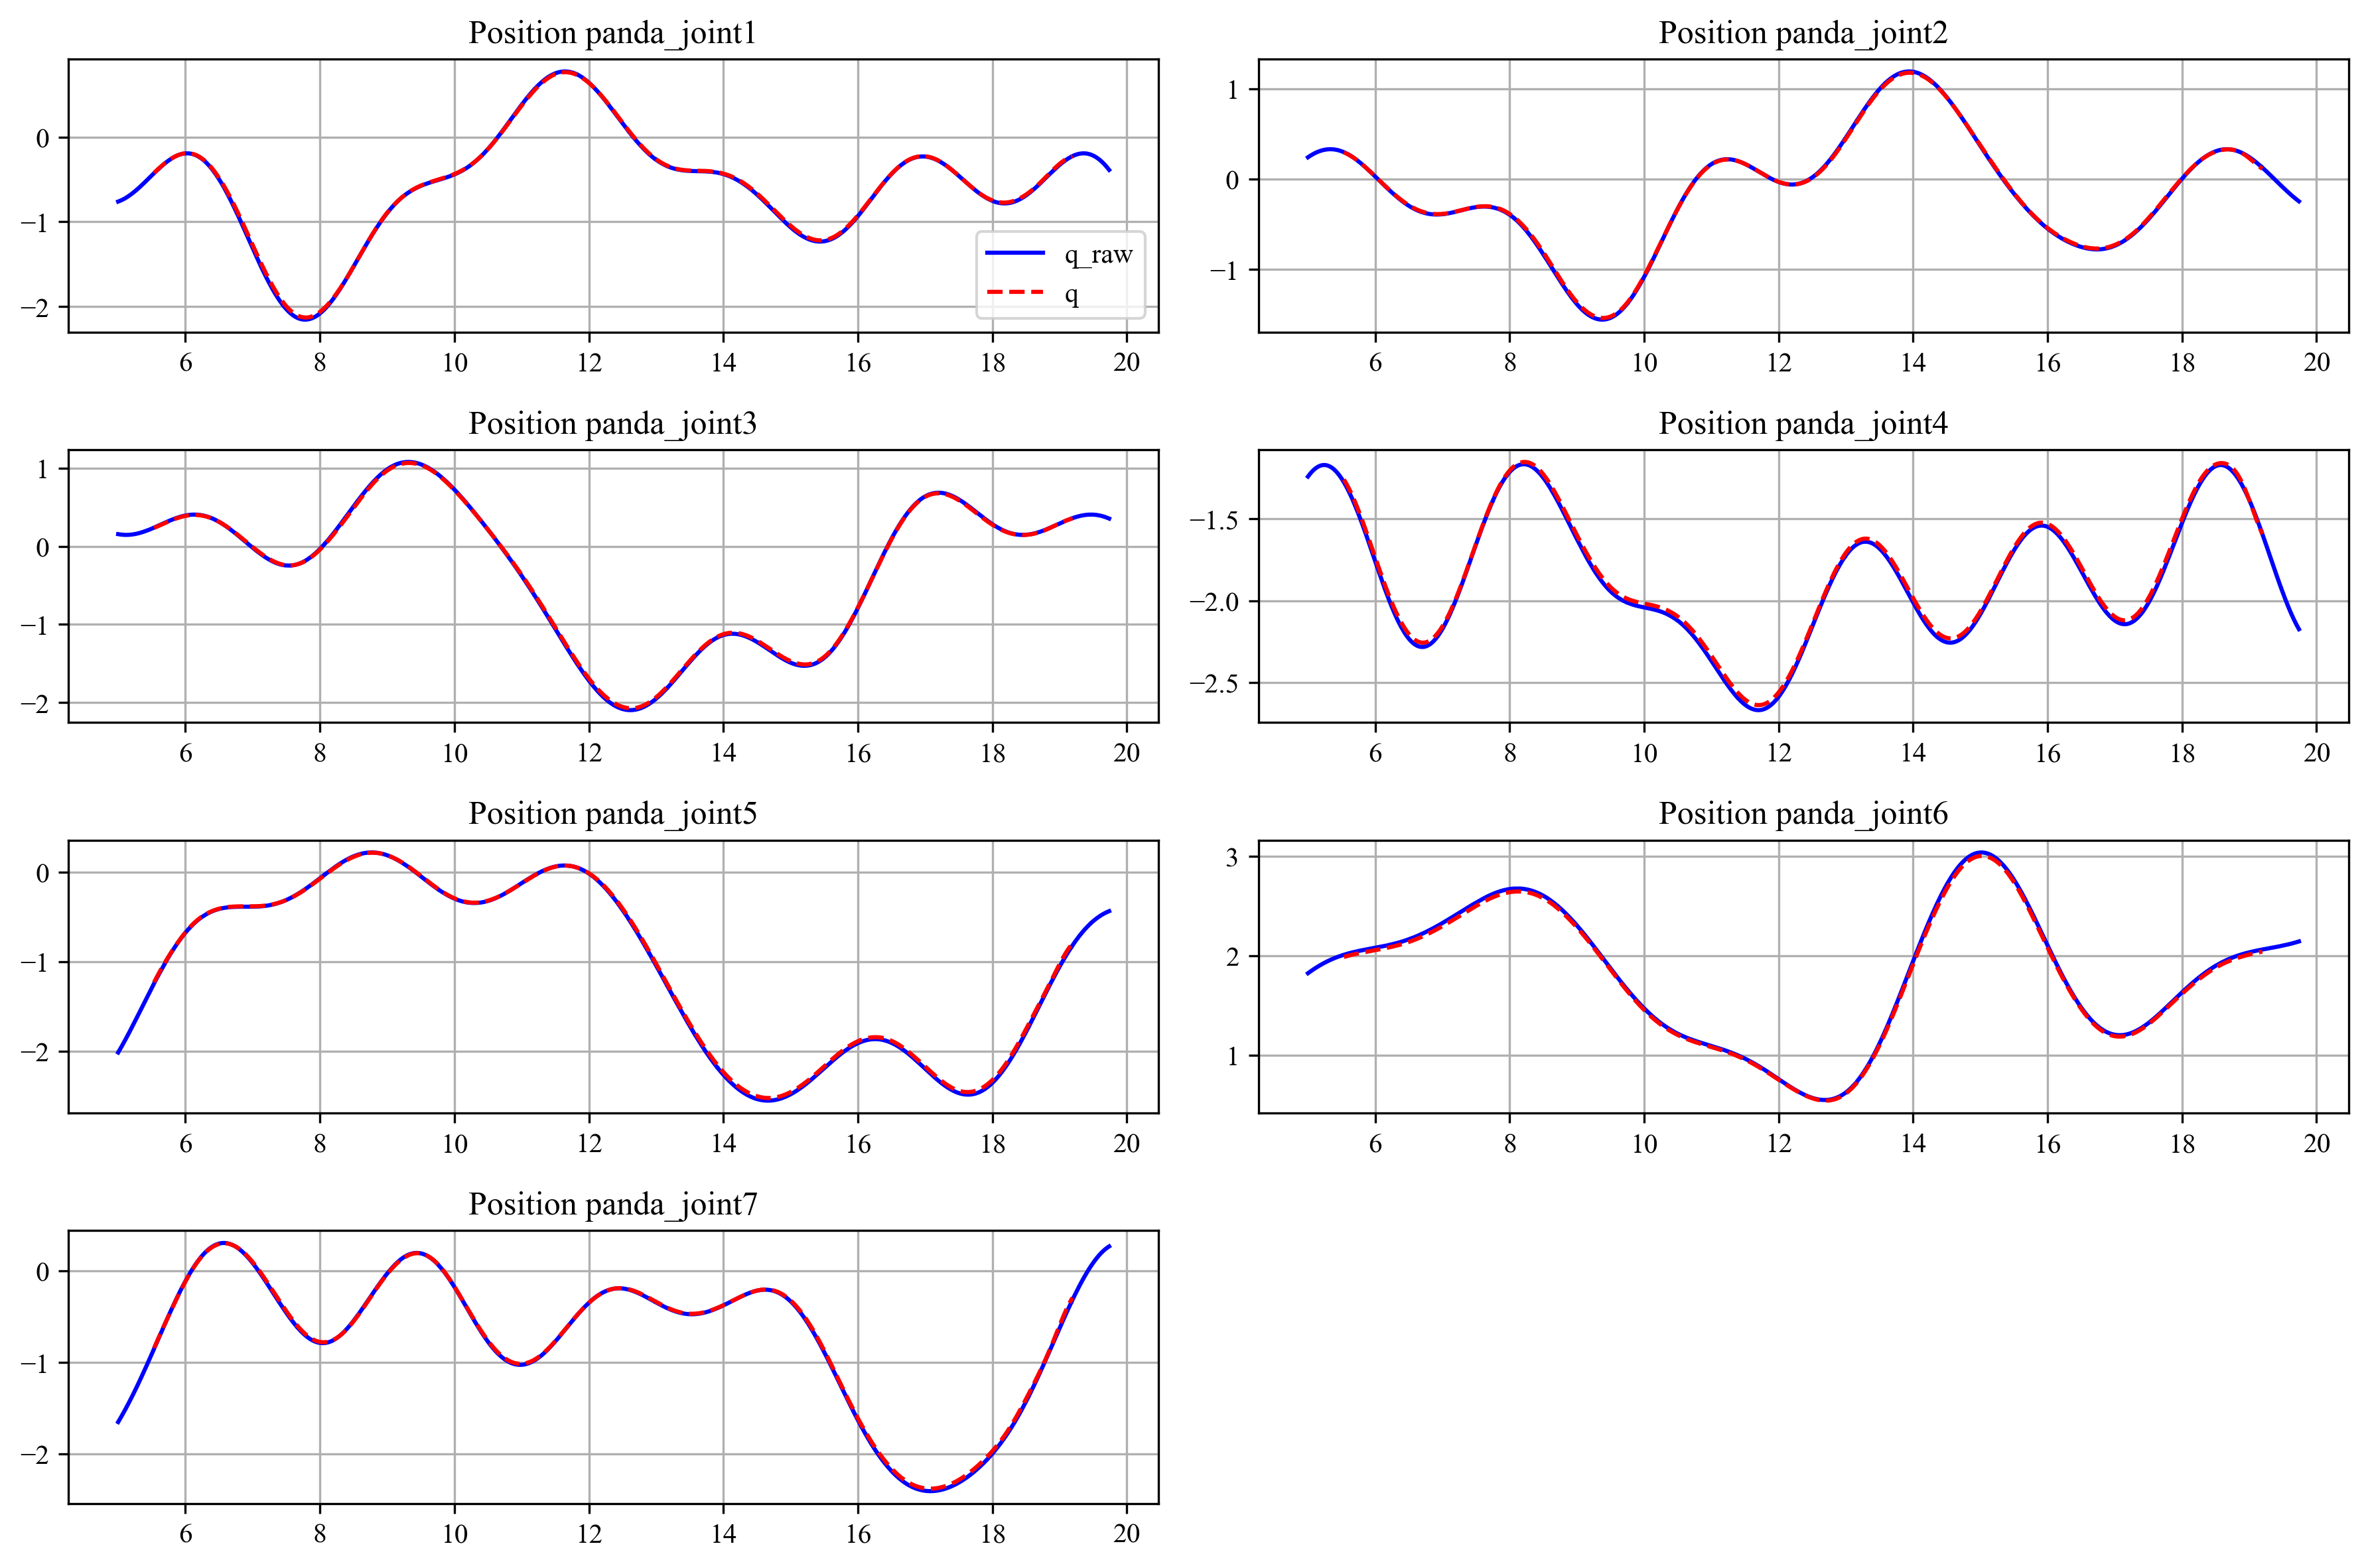 Position panda_joint1
0
−1
−2
6 8 10 12 14 16 18 20
q_raw
q
Position panda_joint2
1
0
−1
6 8 10 12 14 16 18 20
Position panda_joint3
1
0
−1
−2
6 8 10 12 14 16 18 20
Position panda_joint4
−1.5
−2.0
−2.5
6 8 10 12 14 16 18 20
Position panda_joint5
0
−1
−2
6 8 10 12 14 16 18 20
Position panda_joint6
3
2
1
6 8 10 12 14 16 18 20
Position panda_joint7
0
−1
−2
6 8 10 12 14 16 18 20